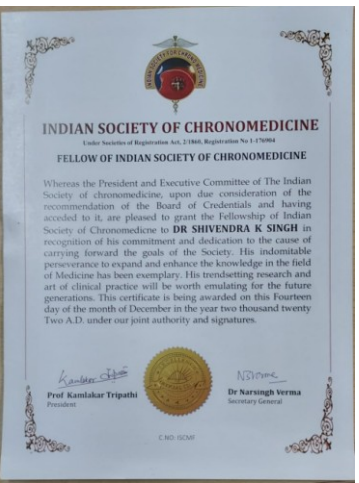 INDIAN SOCIETY OF CHRONOMEDICINE
Under Societies of Registration Act, 2/1860, Registration No 1-176904
FELLOW OF INDIAN SOCIETY OF CHRONOMEDICINE
Whereas the President and Executive Committee of The Indian
Society of chronomedicine, upon due consideration of the
recommendation of the Board of Credentials and having
acceded to it, are pleased to grant the Fellowship of Indian
Society of Chronomedicne to DR SHIVENDRA K SINGH in
recognition of his commitment and dedication to the cause of
carrying forward the goals of the Society. His indomitable
perseverance to expand and enhance the knowledge in the field
of Medicine has been exemplary. His trendsetting research and
art of clinical practice will be worth emulating for the future
generations. This certificate is being awarded on this Fourteen
day of the month of December in the year two thousand twenty
Two A.D. under our joint authority and signatures.
Prof Kamlakar Tripathi
President
Dr Narsingh Verma
Secretary General
C.NO. ISCMF